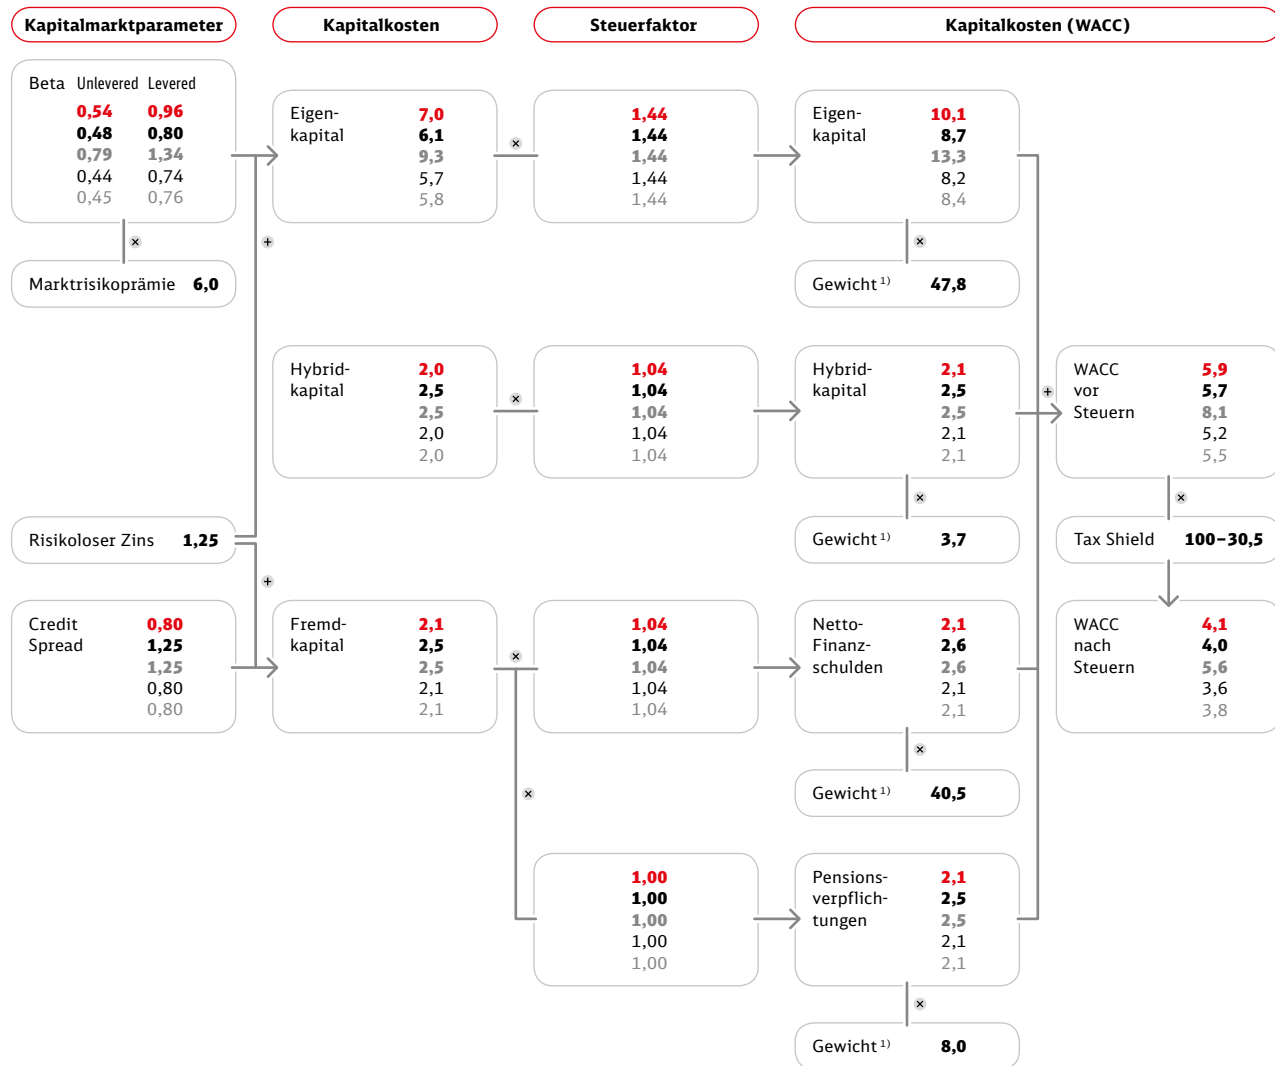 Kapitalmarktparameter Kapitalkosten Steuerfaktor Kapitalkosten (WACC)
Beta Unlevered Levered
0,54 0,96
0,48 0,80
0,79 1,34
0,44 0,74
0,45 0,76
×
Marktrisikoprämie 6,0
+
Eigen- 7,0
kapital 6,1
9,3
5,7
5,8
×
1,44
1,44
1,44
1,44
1,44
Eigen- 10,1
kapital 8,7
13,3
8,2
8,4
×
Gewicht 1) 47,8
Hybrid- 2,0
kapital 2,5
2,5
2,0
2,0
×
1,04
1,04
1,04
1,04
1,04
Hybrid- 2,1
kapital 2,5
2,5
2,1
2,1
×
Gewicht 1) 3,7
+
WACC 5,9
vor 5,7
Steuern 8,1
5,2
5,5
×
Tax Shield 100–30,5
Risikoloser Zins 1,25
+
Credit 0,80
Spread 1,25
1,25
0,80
0,80
Fremd- 2,1
kapital 2,5
2,5
2,1
2,1
×
1,04
1,04
1,04
1,04
1,04
Netto- 2,1
Finanz- 2,6
schulden 2,6
2,1
2,1
×
Gewicht 1) 40,5
WACC 4,1
nach 4,0
Steuern 5,6
3,6
3,8
×
1,00
1,00
1,00
1,00
1,00
Pensions- 2,1
verpflich- 2,5
tungen 2,5
2,1
2,1
×
Gewicht 1) 8,0